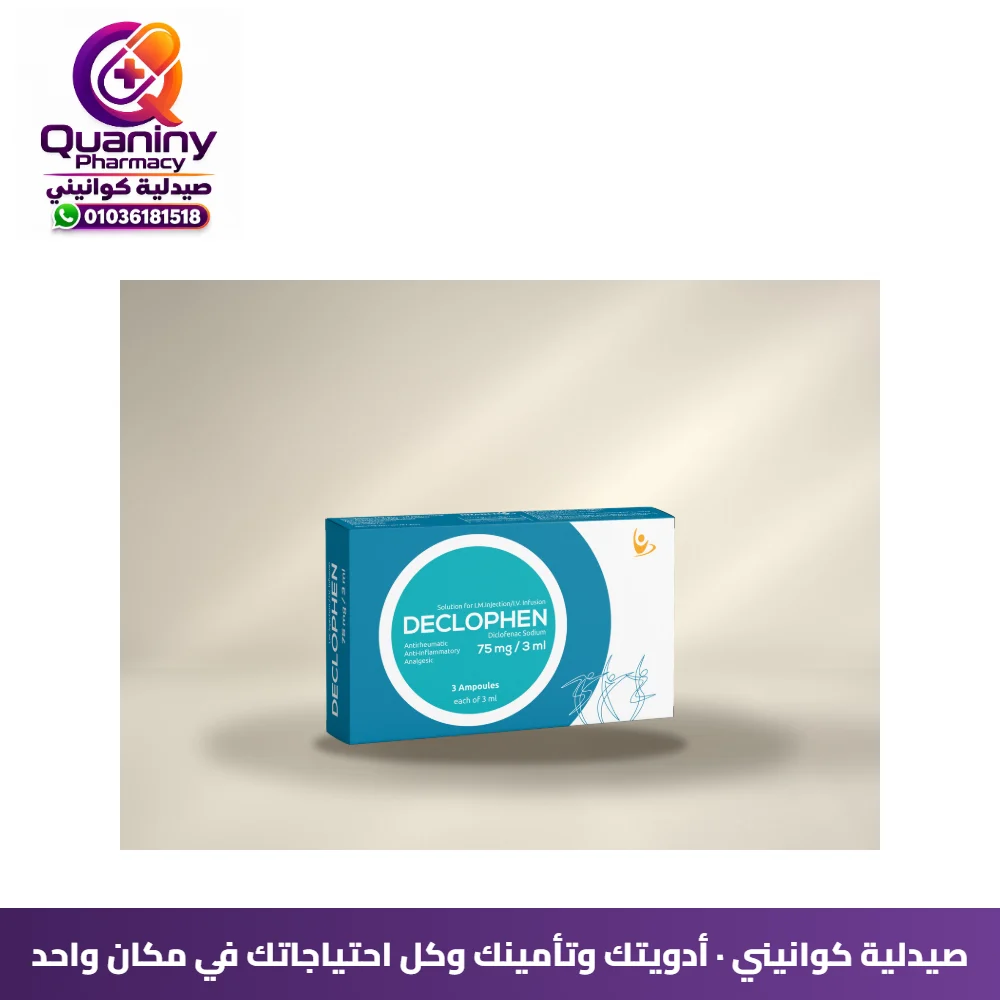 Quaniny
Pharmacy
صيدلية كوانيني
01036181518
DECLOPHEN
75 mg / 3 ml
Solution for I.M.Injection/I.V. Infusion
DECLOPHEN
Diclofenac Sodium
75 mg / 3 ml
Antirheumatic
Anti-inflammatory
Analgesic
3 Ampoules
each of 3 ml
صيدلية كوانيني · أدويتك وتأمينك وكل احتياجاتك في مكان واحد